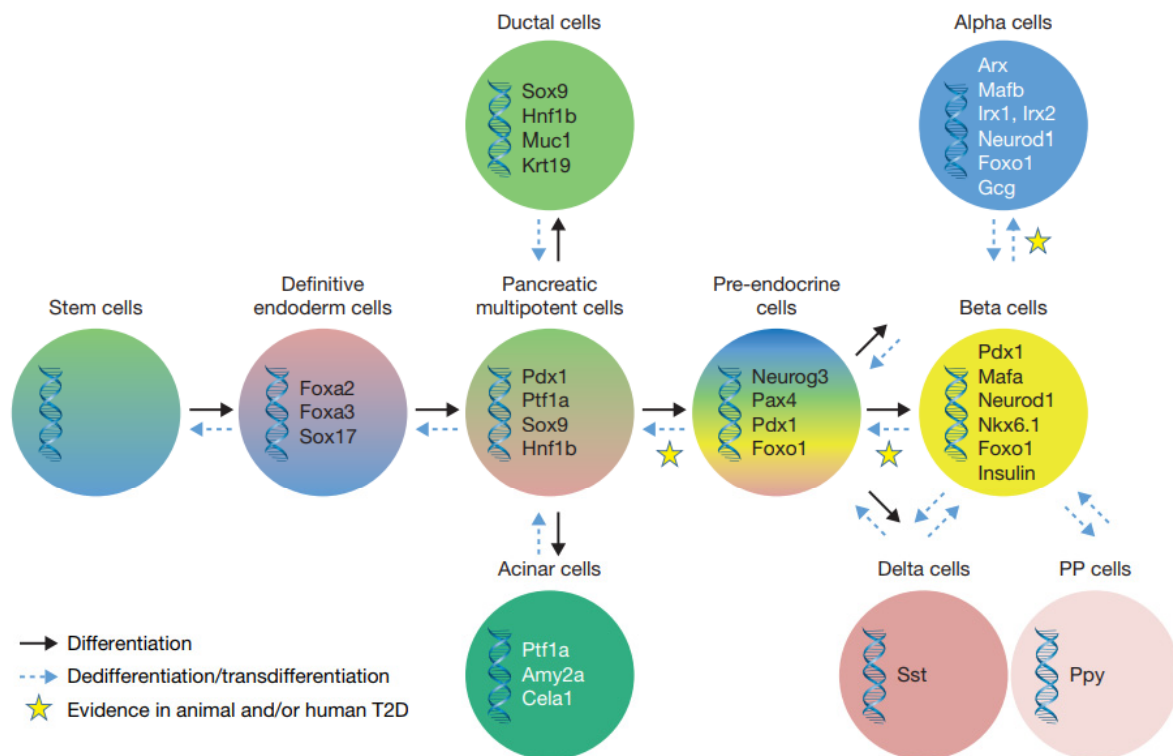 Ductal cells
Sox9
Hnf1b
Muc1
Krt19
Alpha cells
Arx
Mafb
Irx1, Irx2
Neurod1
Foxo1
Gcg
Stem cells
Definitive
endoderm cells
Foxa2
Foxa3
Sox17
Pancreatic
multipotent cells
Pdx1
Ptf1a
Sox9
Hnf1b
Pre-endocrine
cells
Neurog3
Pax4
Pdx1
Foxo1
Beta cells
Pdx1
Mafa
Neurod1
Nkx6.1
Foxo1
Insulin
Acinar cells
Ptf1a
Amy2a
Cela1
Delta cells
Sst
PP cells
Ppy
Differentiation
Dedifferentiation/transdifferentiation
Evidence in animal and/or human T2D